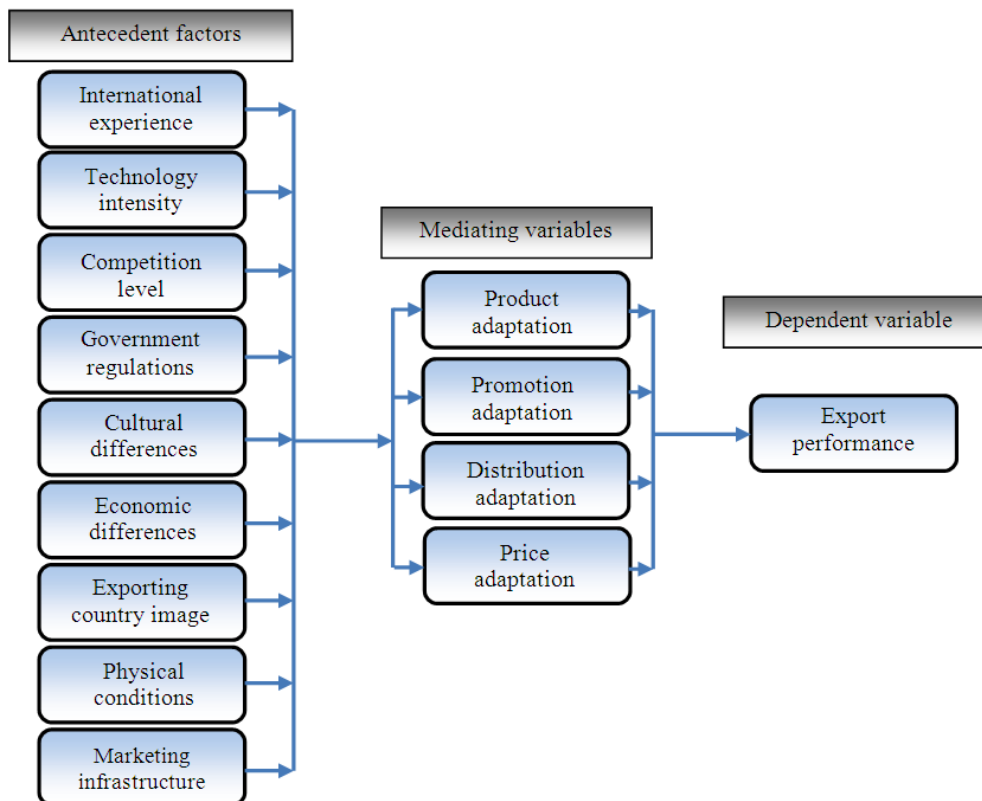 Antecedent factors
International
experience
Technology
intensity
Competition
level
Government
regulations
Cultural
differences
Economic
differences
Exporting
country image
Physical
conditions
Marketing
infrastructure
Mediating variables
Product
adaptation
Promotion
adaptation
Distribution
adaptation
Price
adaptation
Dependent variable
Export
performance